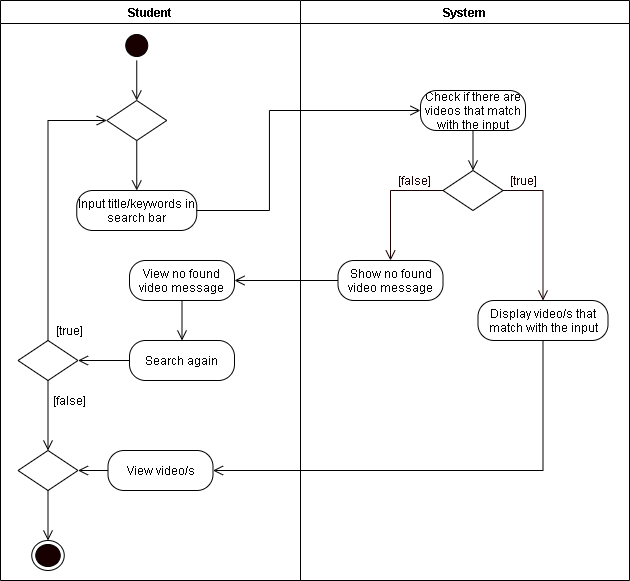 Student
System
Check if there are
videos that match
with the input
[false]
[true]
Input title/keywords in
search bar
View no found
video message
Show no found
video message
Display video/s that
match with the input
[true]
Search again
[false]
View video/s